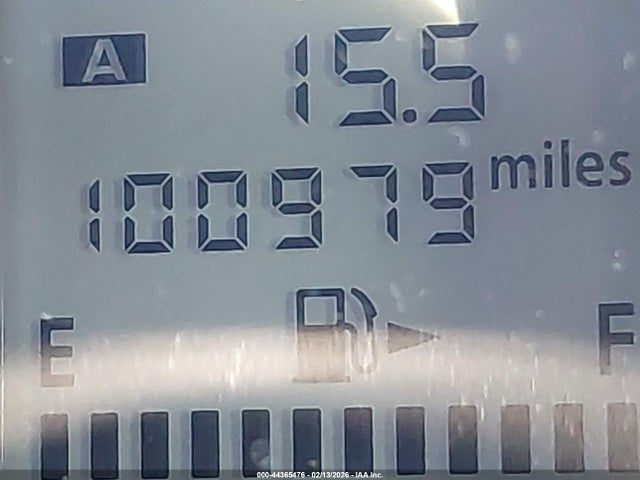 A 15.5
100979 miles
E F
000-44365476 - 02/13/2026 - IAA Inc.